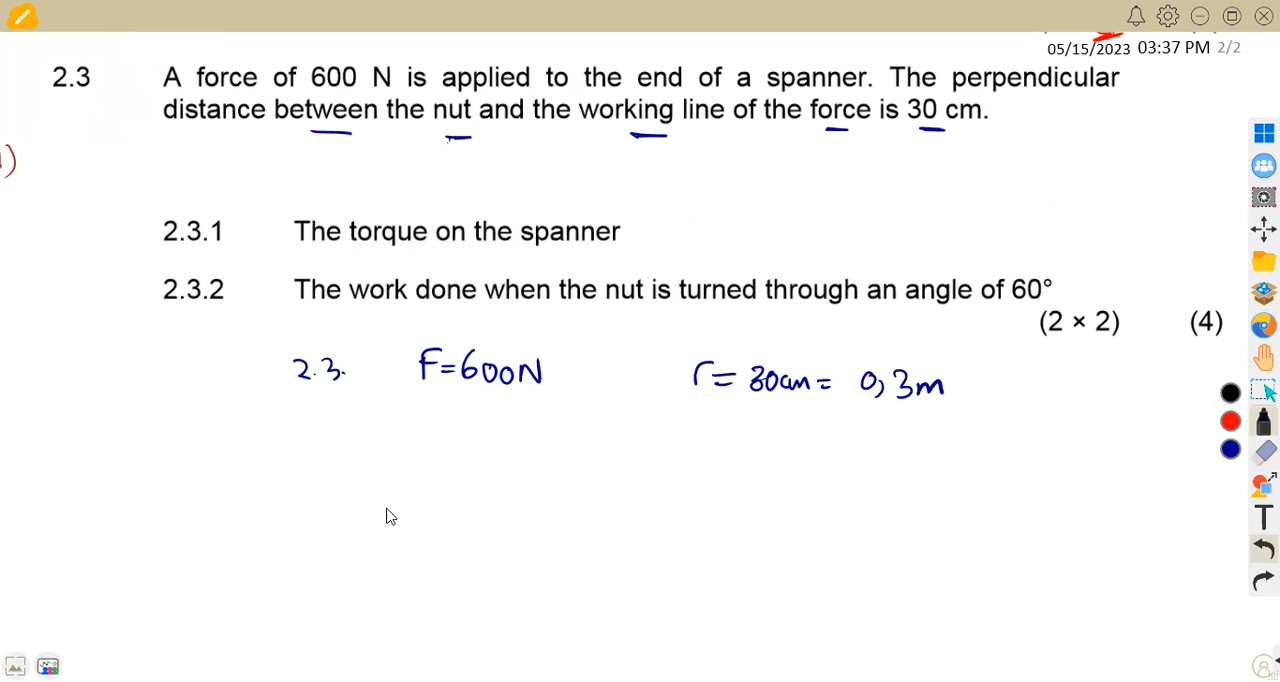 05/15/2023 03:37 PM 2/2
2.3 A force of 600 N is applied to the end of a spanner. The perpendicular
distance between the nut and the working line of the force is 30 cm.
)
2.3.1 The torque on the spanner
2.3.2 The work done when the nut is turned through an angle of 60°
(2 × 2) (4)
2.3. F=600N r= 30cm= 0,3m
T